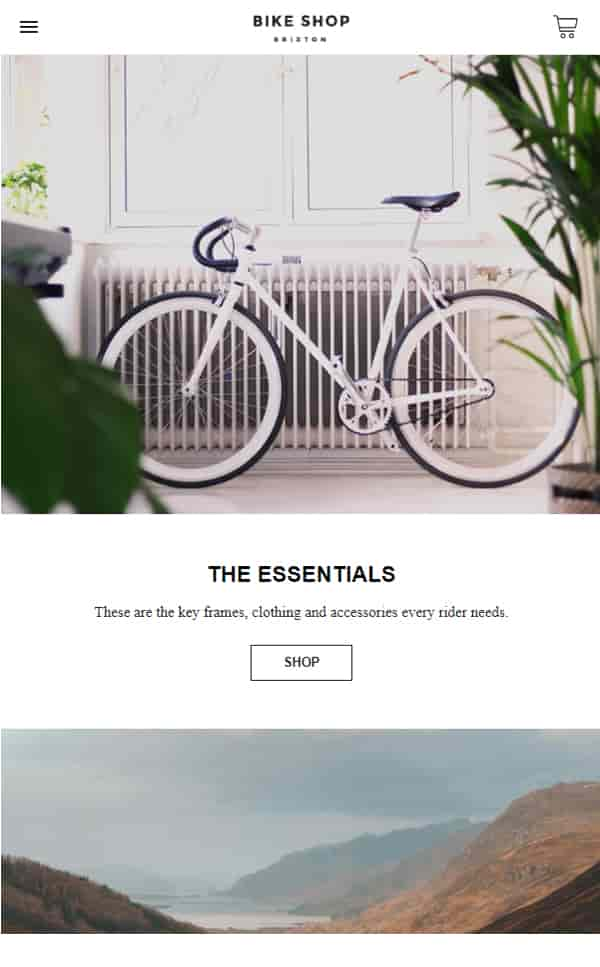 BIKE SHOP
BRIXTON
THE ESSENTIALS
These are the key frames, clothing and accessories every rider needs.
SHOP